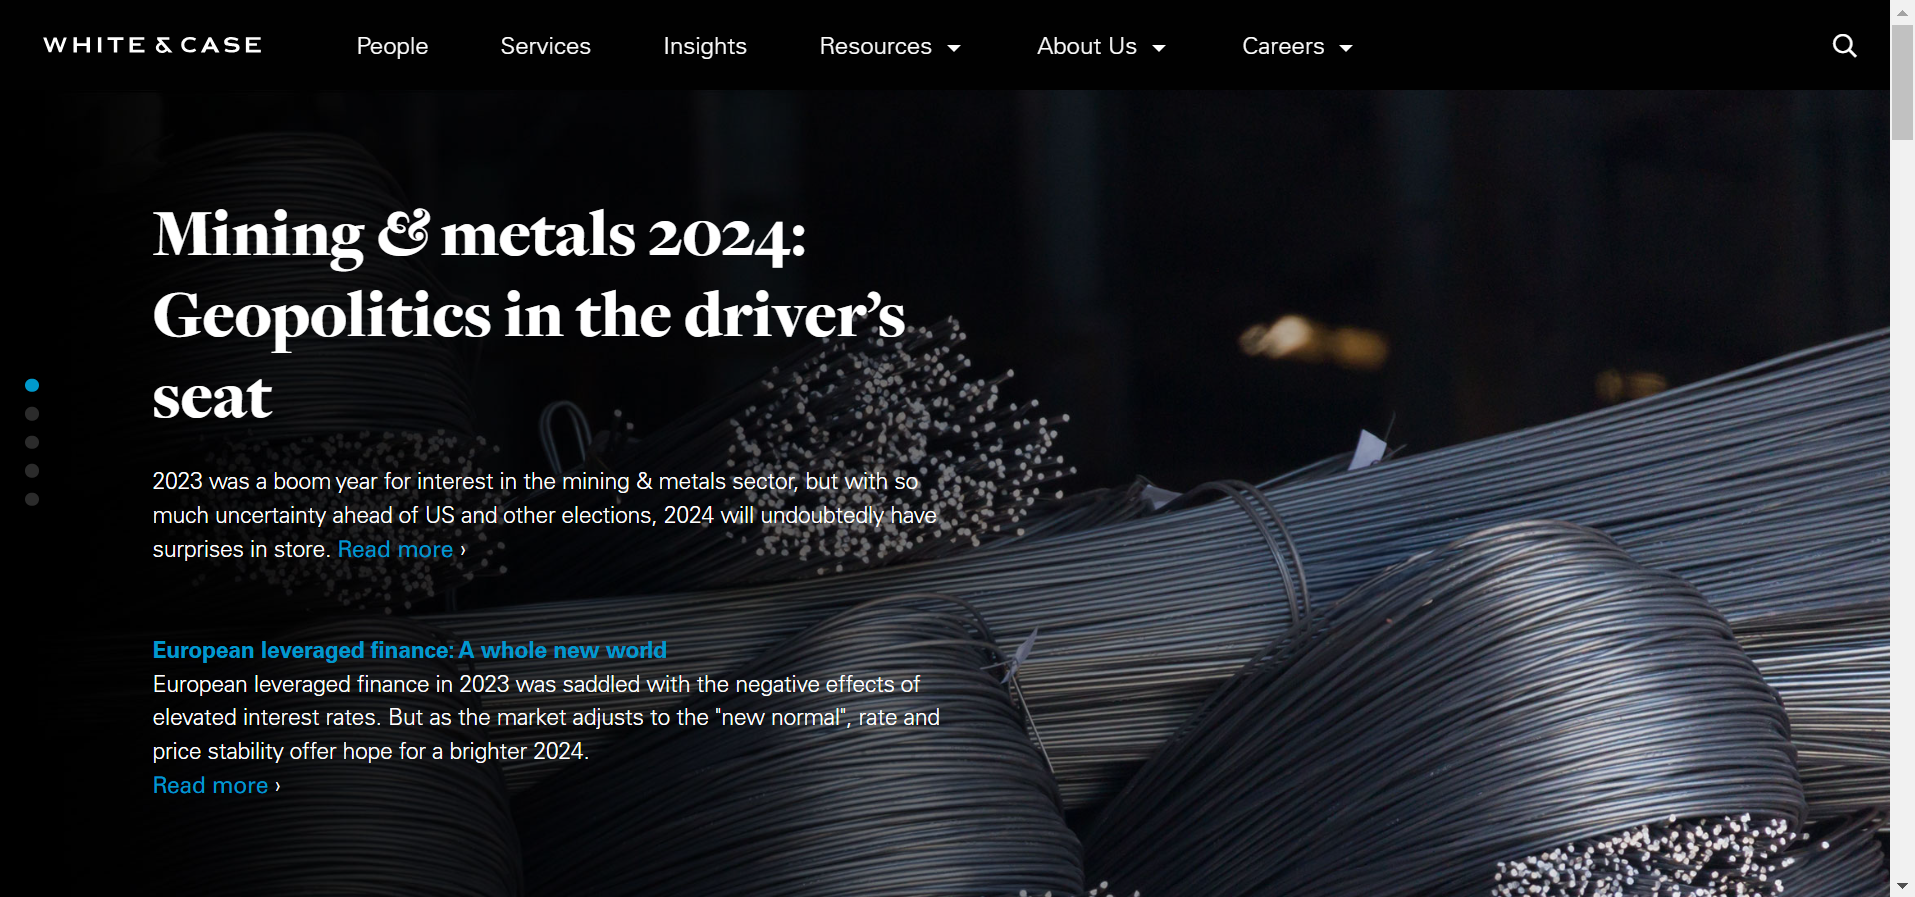 WHITE & CASE
People
Services
Insights
Resources
About Us
Careers
Mining & metals 2024:
Geopolitics in the driver’s
seat
2023 was a boom year for interest in the mining & metals sector, but with so
much uncertainty ahead of US and other elections, 2024 will undoubtedly have
surprises in store. Read more ›
European leveraged finance: A whole new world
European leveraged finance in 2023 was saddled with the negative effects of
elevated interest rates. But as the market adjusts to the "new normal", rate and
price stability offer hope for a brighter 2024.
Read more ›